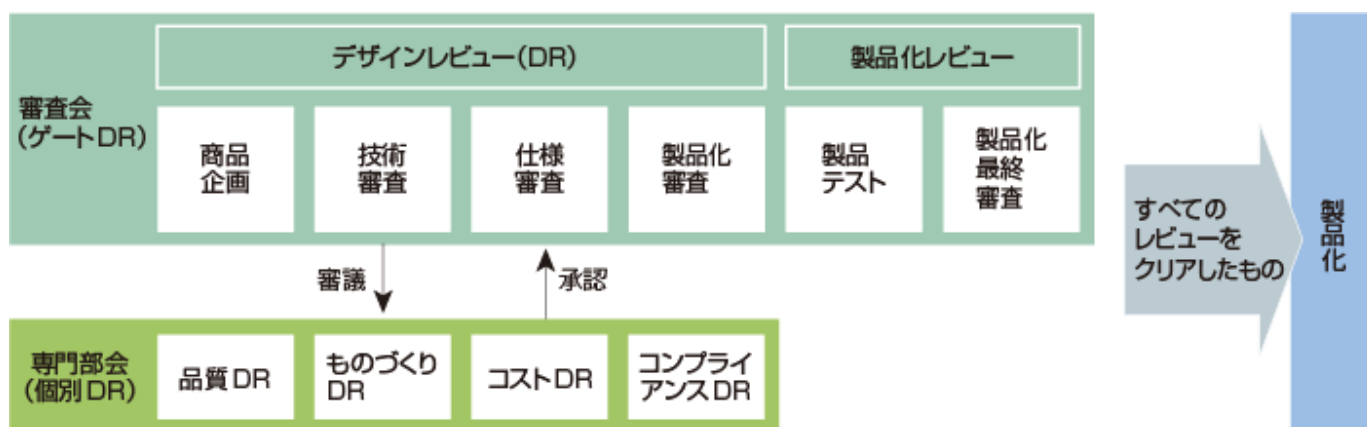 デザインレビュー(DR)
製品化レビュー
審査会
(ゲートDR)
商品
企画
技術
審査
仕様
審査
製品化
審査
製品
テスト
製品化
最終
審査
すべての
レビューを
クリアしたもの
製品化
審議
承認
専門部会
(個別DR)
品質DR
ものづくり
DR
コストDR
コンプライ
アンスDR